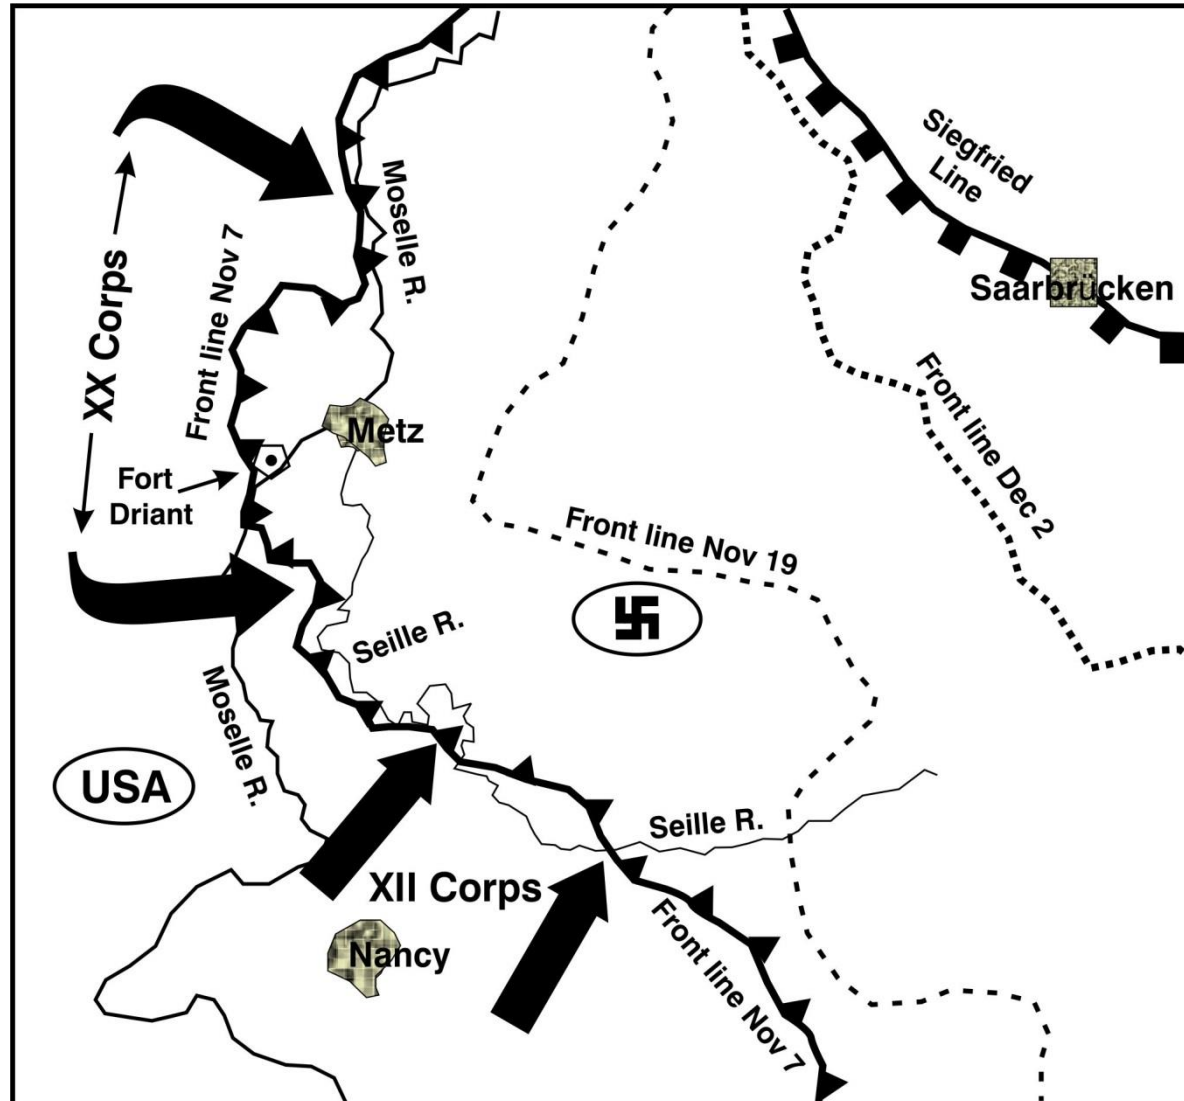 Siegfried
Line
Moselle R.
Front line Nov 7
XX Corps
Saarbrücken
Front line Dec 2
Metz
Fort
Driant
Front line Nov 19
Seille R.
Moselle R.
USA
Seille R.
XII Corps
Nancy
Front line Nov 7